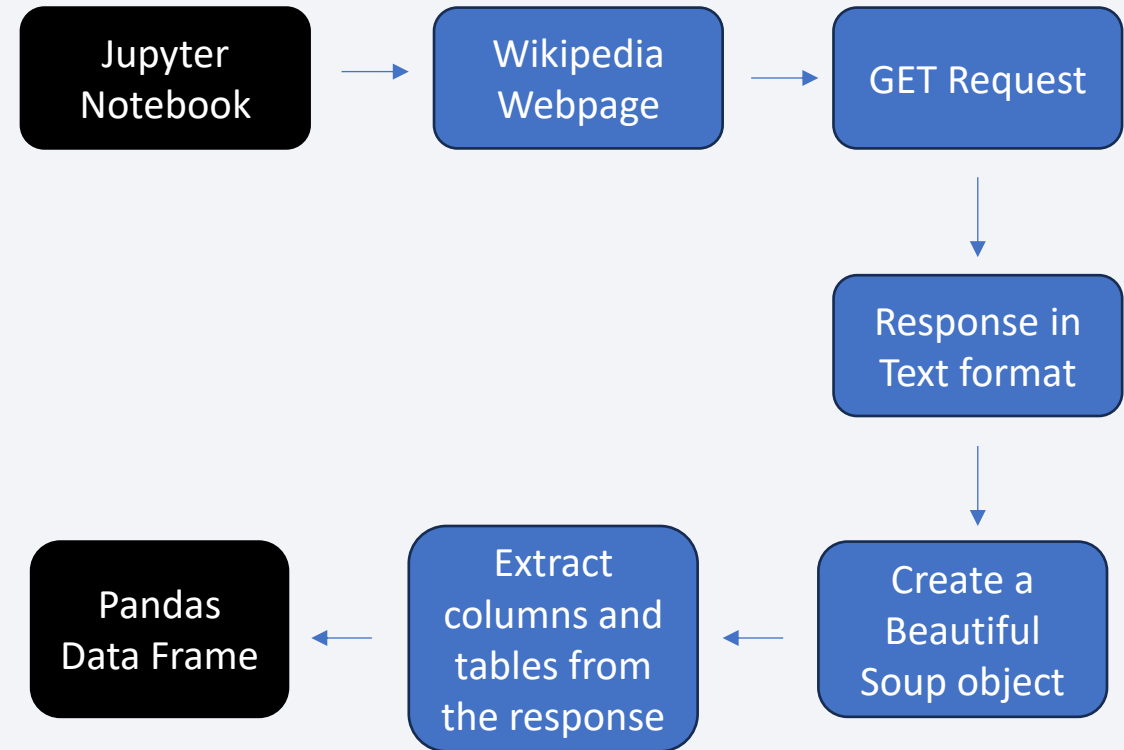 Jupyter
Notebook
Wikipedia
Webpage
GET Request
Response in
Text format
Create a
Beautiful
Soup object
Extract
columns and
tables from
the response
Pandas
Data Frame